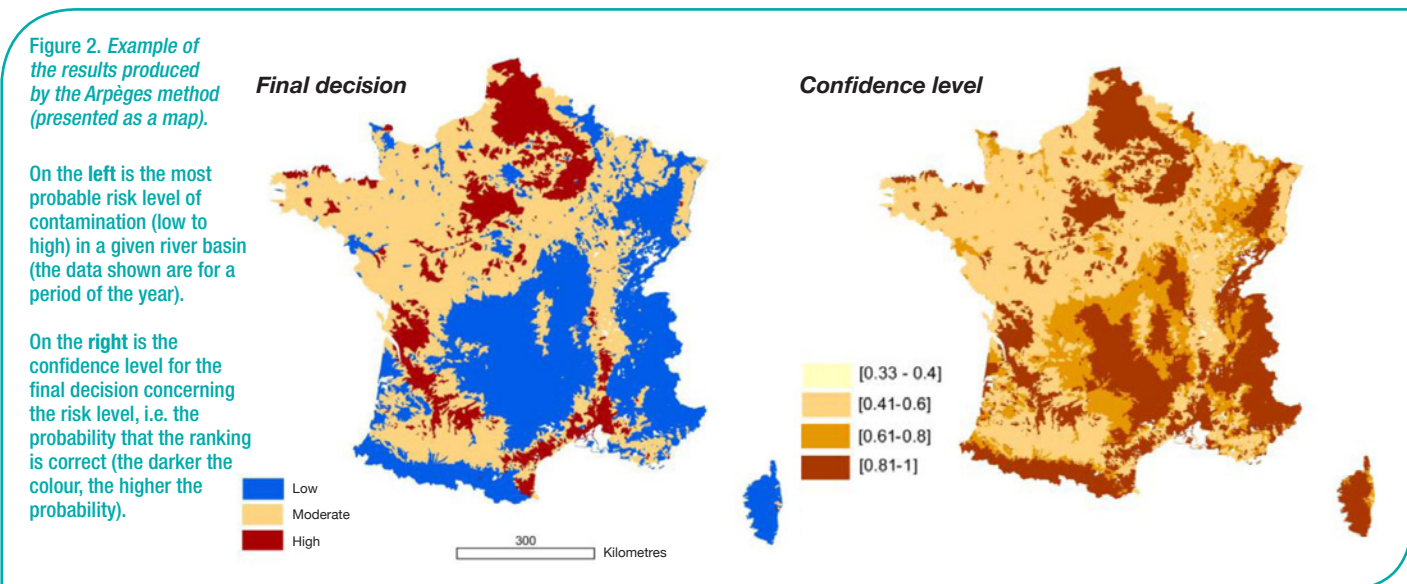 Figure 2. Example of
the results produced
by the Arpèges method
(presented as a map).
On the left is the most
probable risk level of
contamination (low to
high) in a given river basin
(the data shown are for a
period of the year).
On the right is the
confidence level for the
final decision concerning
the risk level, i.e. the
probability that the ranking
is correct (the darker the
colour, the higher the
probability).
Final decision
Low
Moderate
High
300
Kilometres
Confidence level
[0.33 - 0.4]
[0.41-0.6]
[0.61-0.8]
[0.81-1]